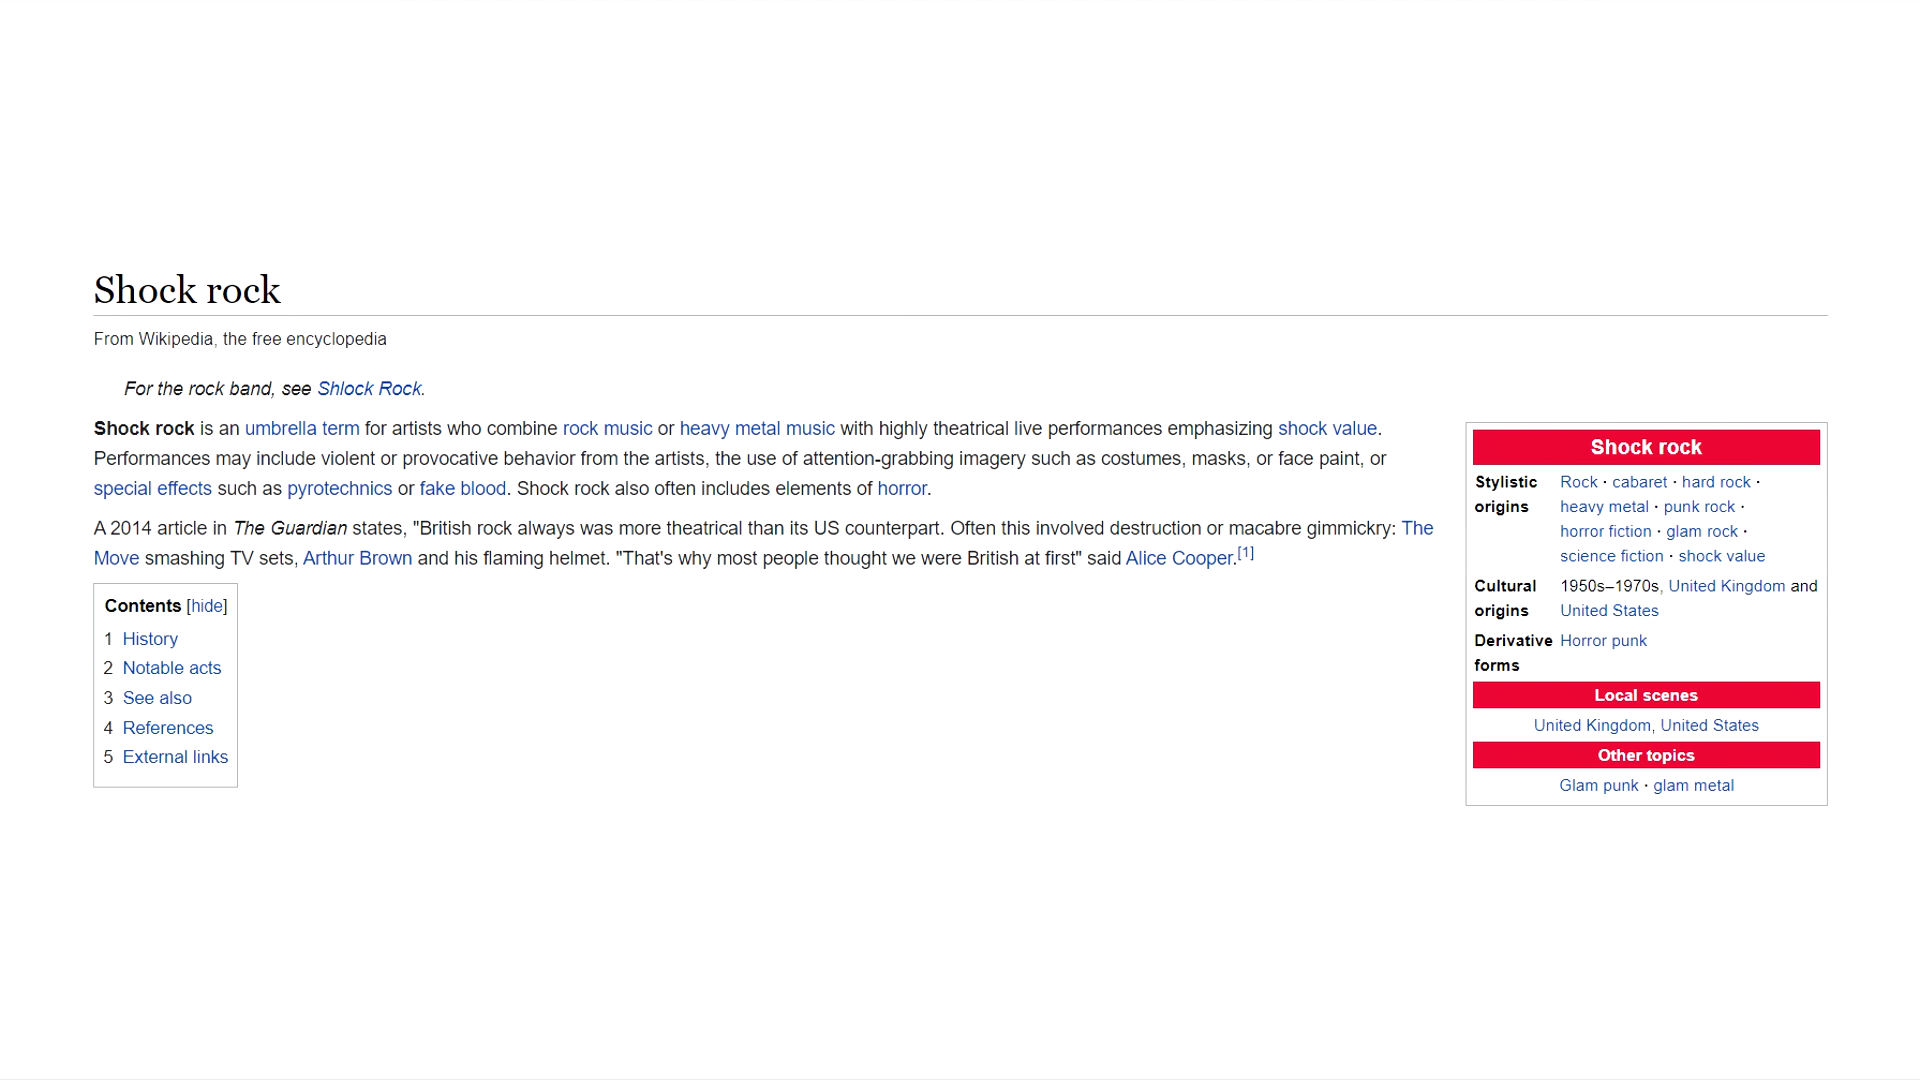 Shock rock
From Wikipedia, the free encyclopedia
For the rock band, see Shlock Rock.
Shock rock is an umbrella term for artists who combine rock music or heavy metal music with highly theatrical live performances emphasizing shock value.
Performances may include violent or provocative behavior from the artists, the use of attention-grabbing imagery such as costumes, masks, or face paint, or
special effects such as pyrotechnics or fake blood. Shock rock also often includes elements of horror.
A 2014 article in The Guardian states, "British rock always was more theatrical than its US counterpart. Often this involved destruction or macabre gimmickry: The
Move smashing TV sets, Arthur Brown and his flaming helmet. "That's why most people thought we were British at first" said Alice Cooper.[1]
Contents [hide]
1 History
2 Notable acts
3 See also
4 References
5 External links
Shock rock
Stylistic origins
Rock · cabaret · hard rock ·
heavy metal · punk rock ·
horror fiction · glam rock ·
science fiction · shock value
Cultural origins
1950s–1970s, United Kingdom and
United States
Derivative forms
Horror punk
Local scenes
United Kingdom, United States
Other topics
Glam punk · glam metal